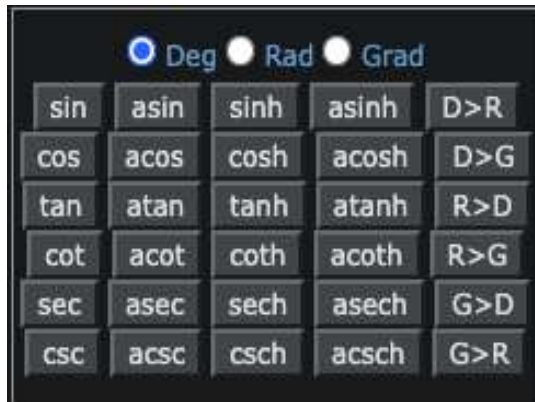 Deg Rad Grad
sin asin sinh asinh D>R
cos acos cosh acosh D>G
tan atan tanh atanh R>D
cot acot coth acoth R>G
sec asec sech asech G>D
csc acsc csch acsch G>R